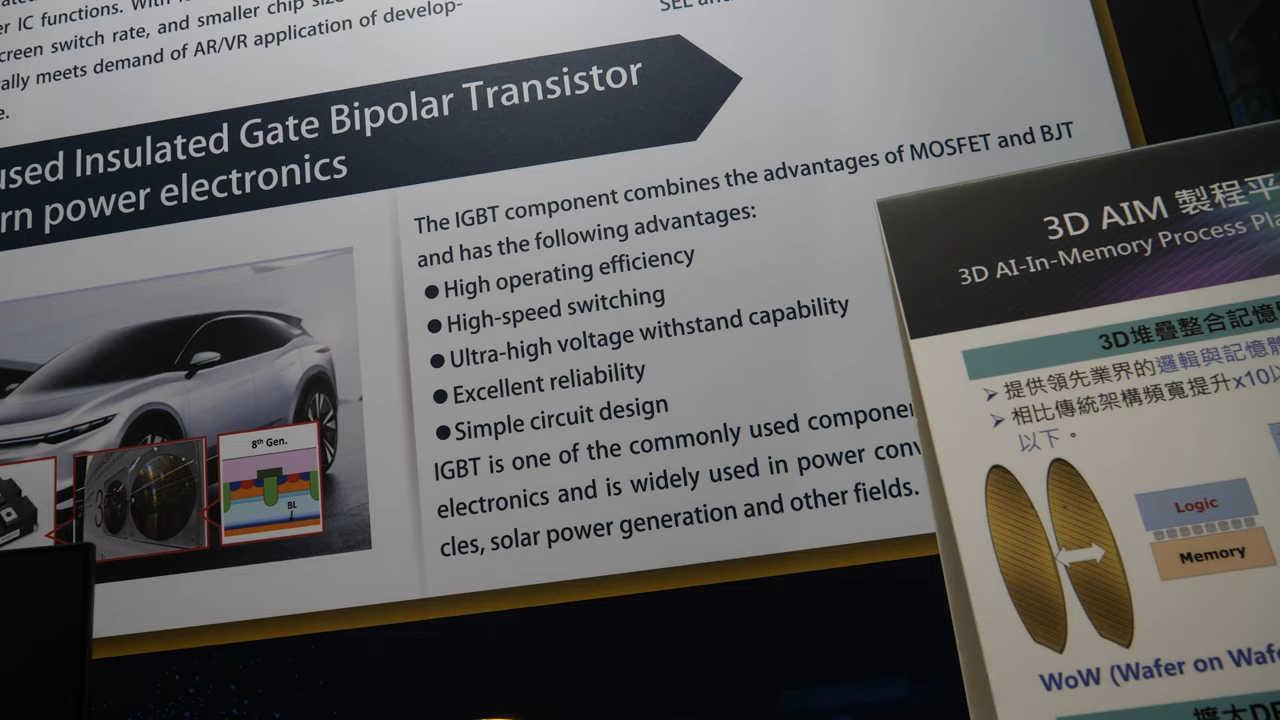 er IC functions. With
creen switch rate, and smaller chip size
ally meets demand of AR/VR application of develop-
e.
SEL and
used Insulated Gate Bipolar Transistor
rn power electronics
The IGBT component combines the advantages of MOSFET and BJT
and has the following advantages:
● High operating efficiency
● High-speed switching
● Ultra-high voltage withstand capability
● Excellent reliability
● Simple circuit design
IGBT is one of the commonly used componen
electronics and is widely used in power conv
cles, solar power generation and other fields.
8th Gen.
BL
3D AIM 製程平
3D AI-In-Memory Process Pla
3D堆疊整合記憶
➢ 提供領先業界的邏輯與記憶體
➢ 相比傳統架構頻寬提升x10以
以下。
Logic
Memory
WoW (Wafer on Wafe
擴大DR